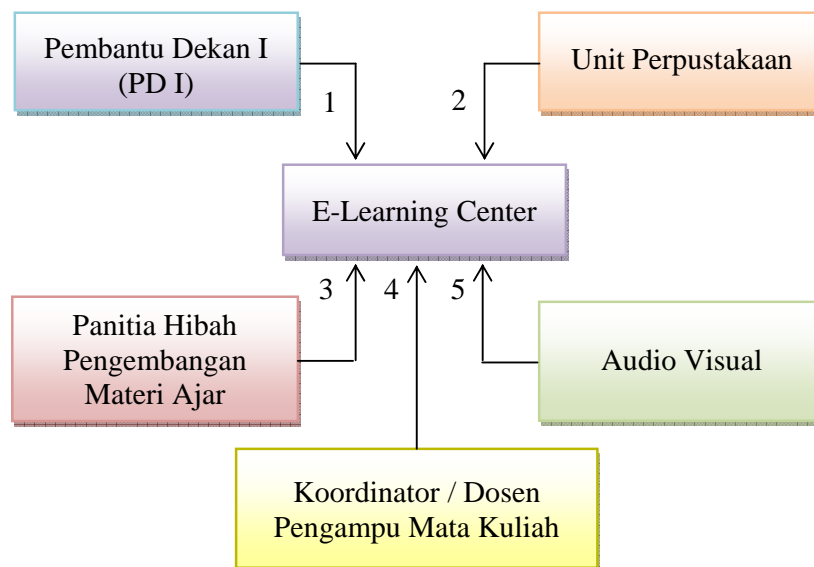 Pembantu Dekan I
(PD I)
Unit Perpustakaan
1
2
E-Learning Center
3
4
5
Panitia Hibah
Pengembangan
Materi Ajar
Audio Visual
Koordinator / Dosen
Pengampu Mata Kuliah